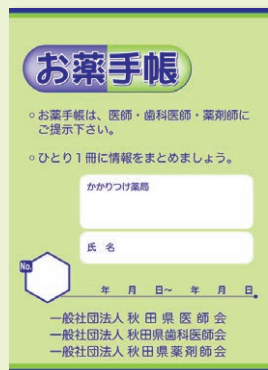 お薬手帳
○お薬手帳は、医師・歯科医師・薬剤師に
ご提示下さい。
○ひとり1冊に情報をまとめましょう。
かかりつけ薬局
氏 名
No.
年 月 日～ 年 月 日
一般社団法人 秋田県医師会
一般社団法人 秋田県歯科医師会
一般社団法人 秋田県薬剤師会